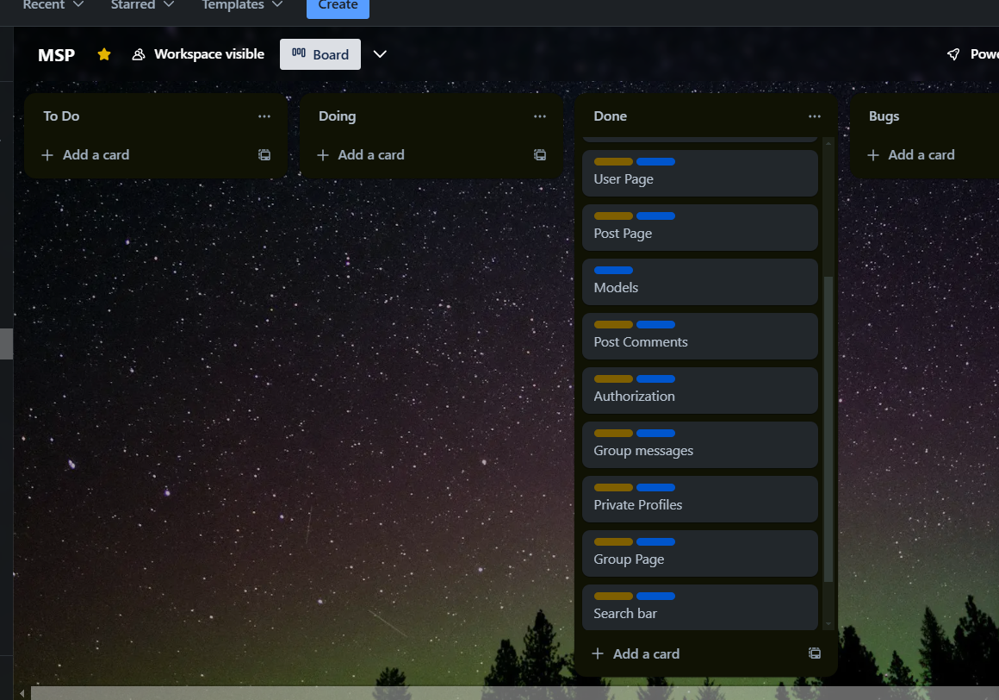 Recent
Starred
Templates
Create
MSP
Workspace visible
Board
To Do
Add a card
Doing
Add a card
Done
User Page
Post Page
Models
Post Comments
Authorization
Group messages
Private Profiles
Group Page
Search bar
Add a card
Bugs
Add a card